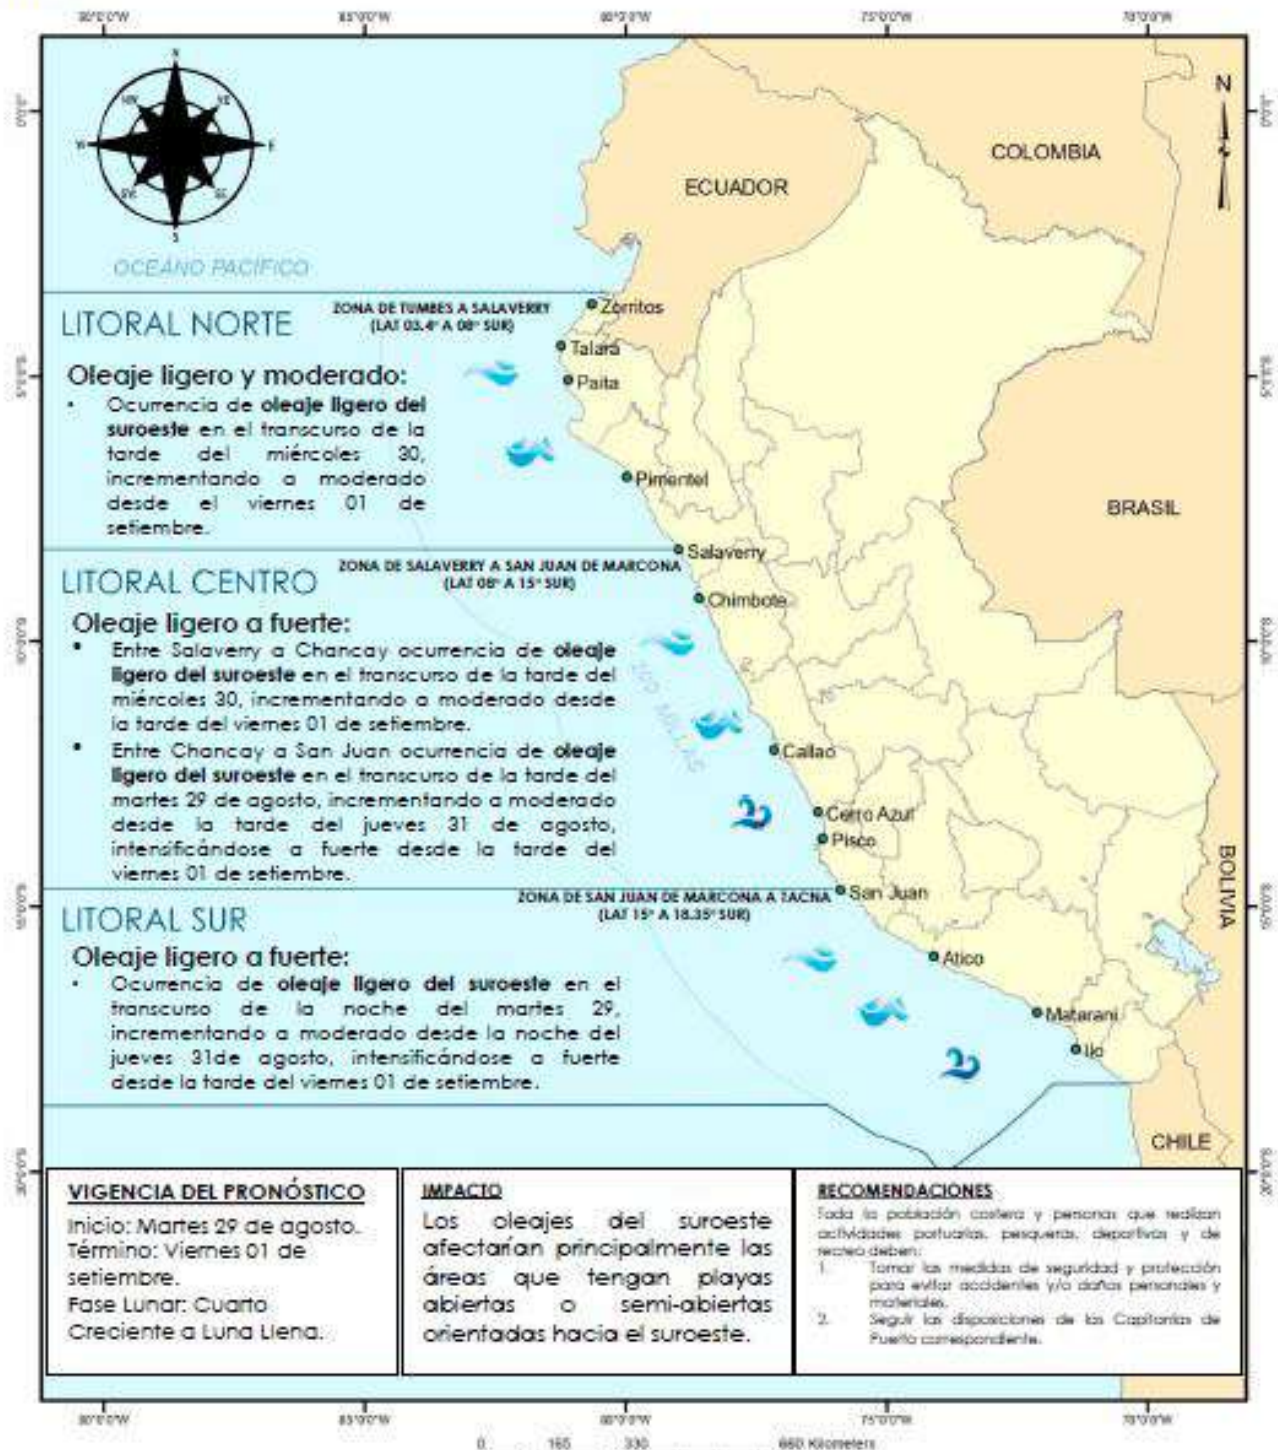 85°0'0"W 75°0'0"W
N
OCEÁNO PACÍFICO
N
COLOMBIA
ECUADOR
BRASIL
BOLIVIA
CHILE
ZONA DE TUMBES A SALAVERRY
(LAT 03.4° A 08° SUR)
LITORAL NORTE
Oleaje ligero y moderado:
• Ocurrencia de oleaje ligero del
suroeste en el transcurso de la
tarde del miércoles 30,
incrementando a moderado
desde el viernes 01 de
setiembre.
Zorritos
Talara
Paita
Pimentel
Salaverry
ZONA DE SALAVERRY A SAN JUAN DE MARCONA
(LAT 08° A 15° SUR)
LITORAL CENTRO
Oleaje ligero a fuerte:
• Entre Salaverry a Chancay ocurrencia de oleaje
ligero del suroeste en el transcurso de la tarde del
miércoles 30, incrementando a moderado desde
la tarde del viernes 01 de setiembre.
• Entre Chancay a San Juan ocurrencia de oleaje
ligero del suroeste en el transcurso de la tarde del
martes 29 de agosto, incrementando a moderado
desde la tarde del jueves 31 de agosto,
intensificándose a fuerte desde la tarde del
viernes 01 de setiembre.
200 MILLAS
Chimbote
Callao
Cerro Azul
Pisco
San Juan
ZONA DE SAN JUAN DE MARCONA A TACNA
(LAT 15° A 18.35° SUR)
LITORAL SUR
Oleaje ligero a fuerte:
• Ocurrencia de oleaje ligero del suroeste en el
transcurso de la noche del martes 29,
incrementando a moderado desde la noche del
jueves 31de agosto, intensificándose a fuerte
desde la tarde del viernes 01 de setiembre.
Atico
Matarani
Ilo
VIGENCIA DEL PRONÓSTICO
Inicio: Martes 29 de agosto.
Término: Viernes 01 de
setiembre.
Fase Lunar: Cuarto
Creciente a Luna Llena.
IMPACTO
Los oleajes del suroeste
afectarían principalmente las
áreas que tengan playas
abiertas o semi-abiertas
orientadas hacia el suroeste.
RECOMENDACIONES
Toda la población costera y personas que realizan
actividades portuarias, pesqueras, deportivas y de
recreo deben:
1. Tomar las medidas de seguridad y protección
para evitar accidentes y/o daños personales y
materiales.
2. Seguir las disposiciones de las Capitanías de
Puerto correspondiente.
0 165 330 660 Kilometers